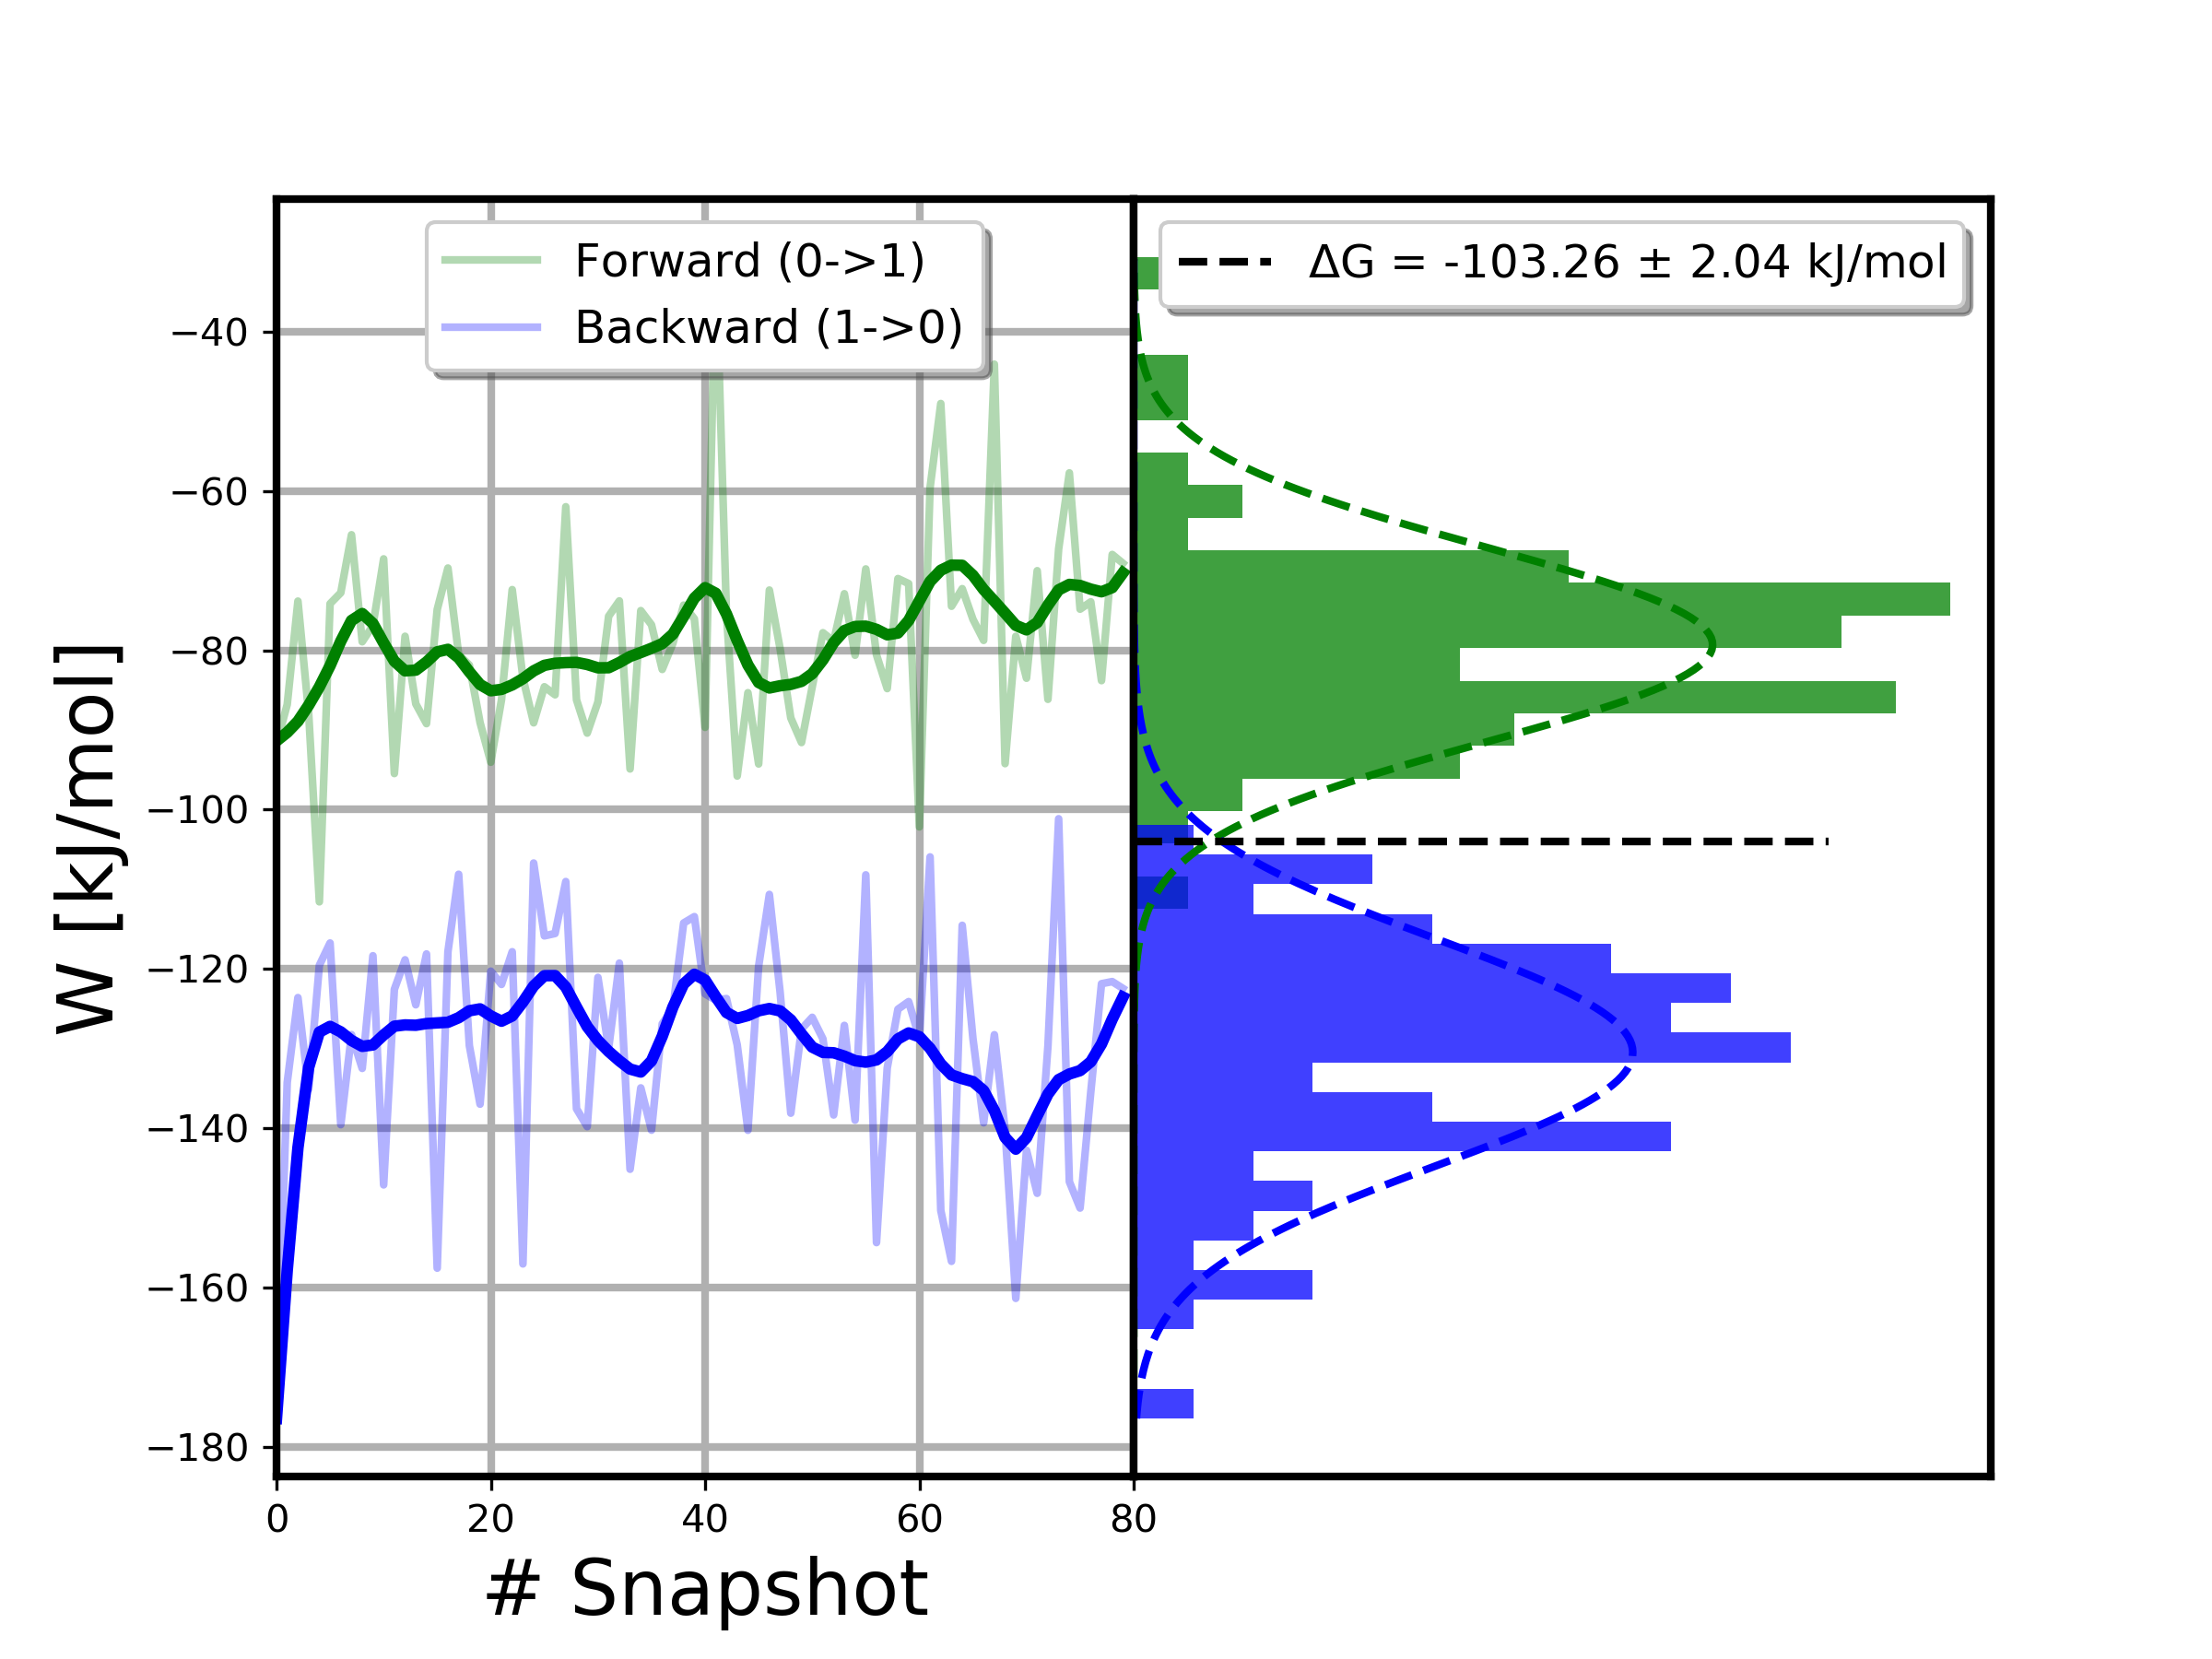 Forward (0->1)
Backward (1->0)
ΔG = -103.26 ± 2.04 kJ/mol
W [kJ/mol]
−40
−60
−80
−100
−120
−140
−160
−180
0 20 40 60 80
# Snapshot